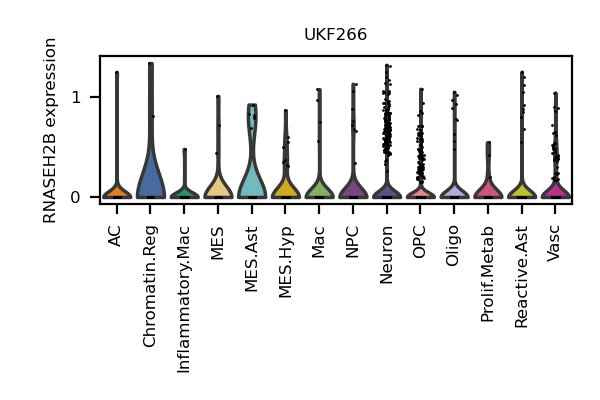 UKF266
RNASEH2B expression
1
0
AC
Chromatin.Reg
Inflammatory.Mac
MES
MES.Ast
MES.Hyp
Mac
NPC
Neuron
OPC
Oligo
Prolif.Metab
Reactive.Ast
Vasc